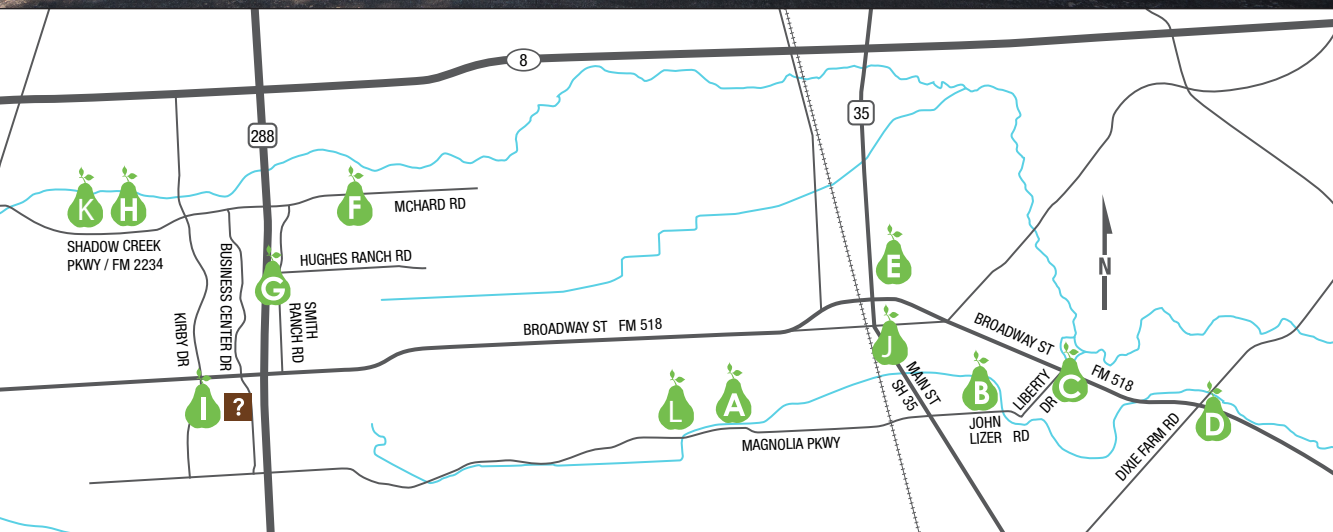 8
35
288
K
H
F
MCHARD RD
SHADOW CREEK
PKWY / FM 2234
BUSINESS CENTER DR
HUGHES RANCH RD
E
N
G
SMITH
RANCH RD
KIRBY DR
BROADWAY ST FM 518
BROADWAY ST
FM 518
J
MAIN ST
SH 35
I
?
L
A
B
LIBERTY
DR
C
D
JOHN
LIZER RD
MAGNOLIA PKWY
DIXIE FARM RD